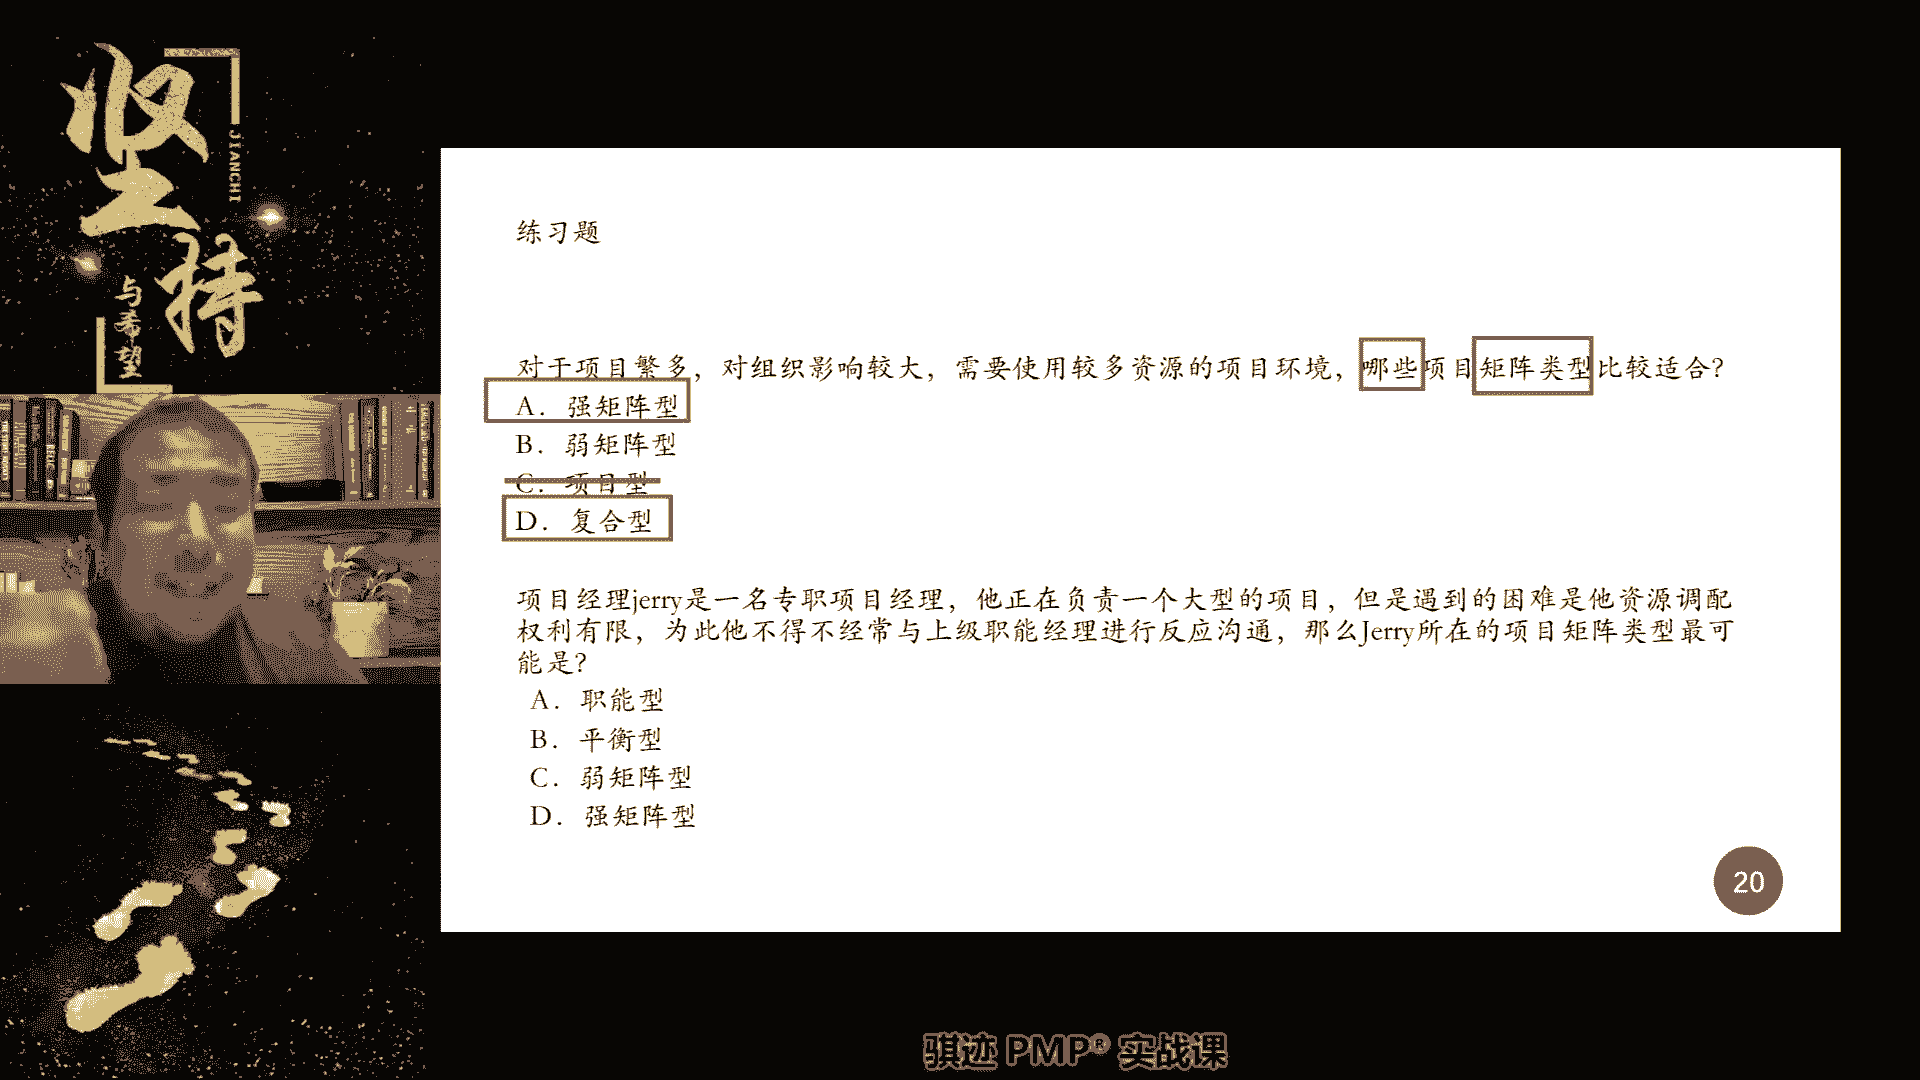 坚持
JIANCHI
与希望
练习题
对于项目繁多，对组织影响较大，需要使用较多资源的项目环境，哪些项目矩阵类型比较适合？
A. 强矩阵型
B. 弱矩阵型
C. 项目型
D. 复合型
项目经理jerry是一名专职项目经理，他正在负责一个大型的项目，但是遇到的困难是他资源调配
权利有限，为此他不得不经常与上级职能经理进行反应沟通，那么Jerry所在的项目矩阵类型最可
能是？
A. 职能型
B. 平衡型
C. 弱矩阵型
D. 强矩阵型
20
骐迹 PMP® 实战课